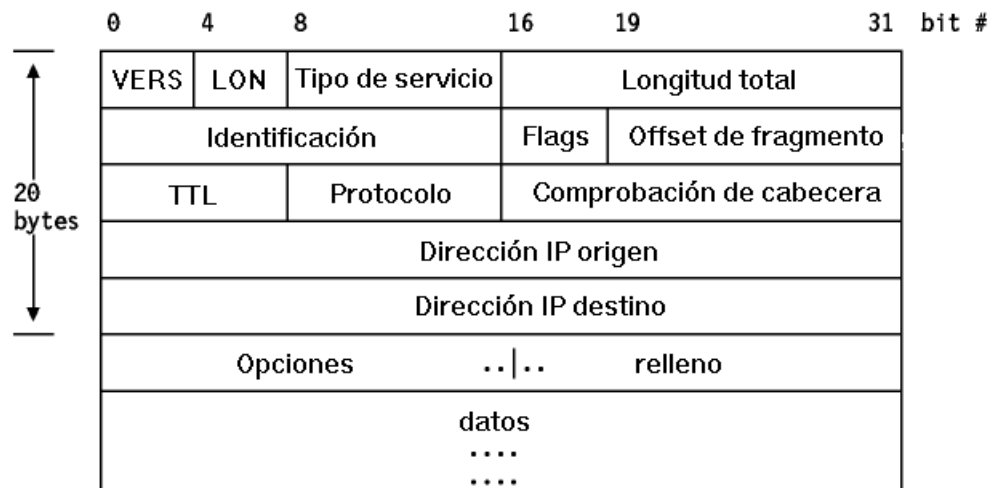 0 4 8 16 19 31 bit #
VERS LON Tipo de servicio Longitud total
Identificación Flags Offset de fragmento
20
bytes
TTL Protocolo Comprobación de cabecera
Dirección IP origen
Dirección IP destino
Opciones ..|.. relleno
datos
....
....